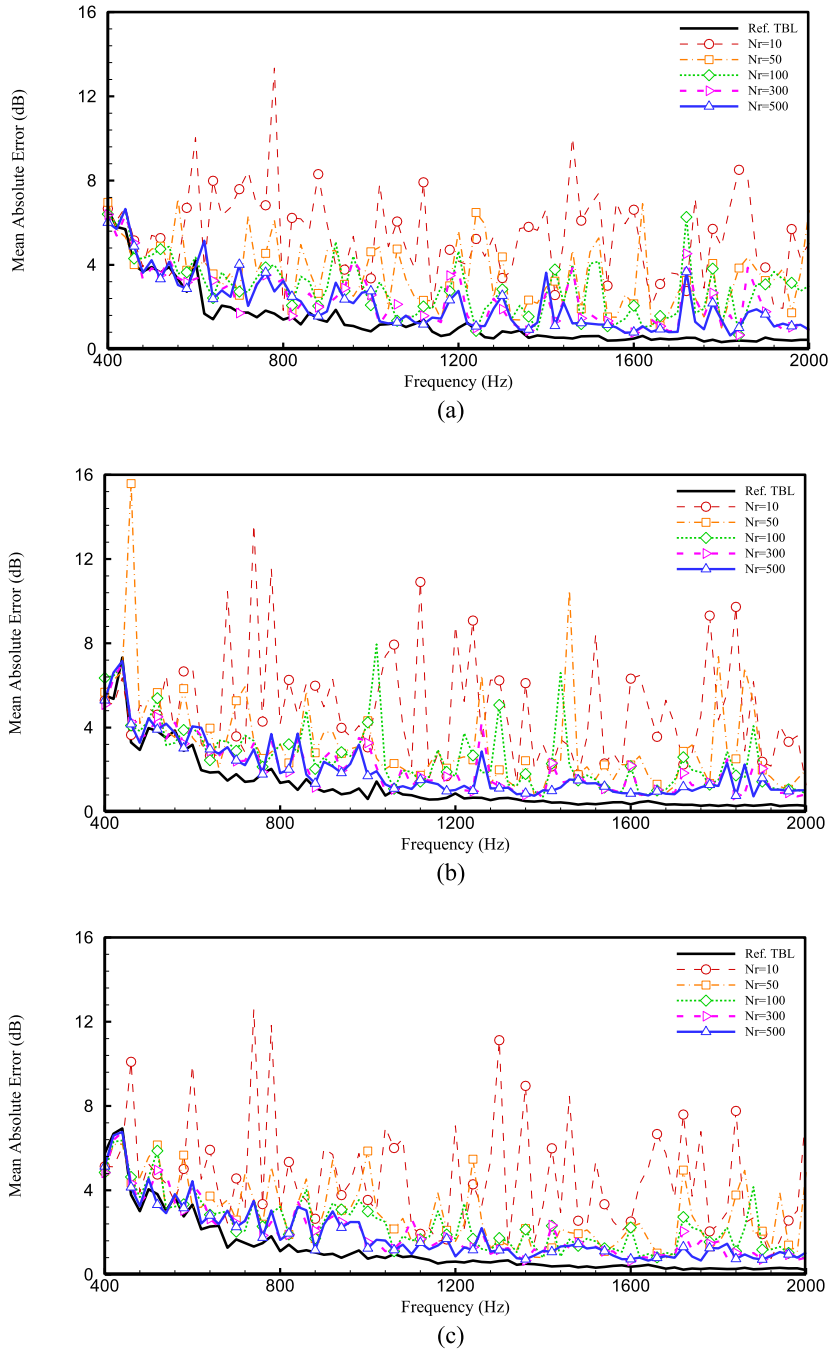 16
12
8
4
0
Mean Absolute Error (dB)
Ref. TBL
Nr=10
Nr=50
Nr=100
Nr=300
Nr=500
400 800 1200 1600 2000
Frequency (Hz)
(a)
16
12
8
4
0
Mean Absolute Error (dB)
Ref. TBL
Nr=10
Nr=50
Nr=100
Nr=300
Nr=500
400 800 1200 1600 2000
Frequency (Hz)
(b)
16
12
8
4
0
Mean Absolute Error (dB)
Ref. TBL
Nr=10
Nr=50
Nr=100
Nr=300
Nr=500
400 800 1200 1600 2000
Frequency (Hz)
(c)